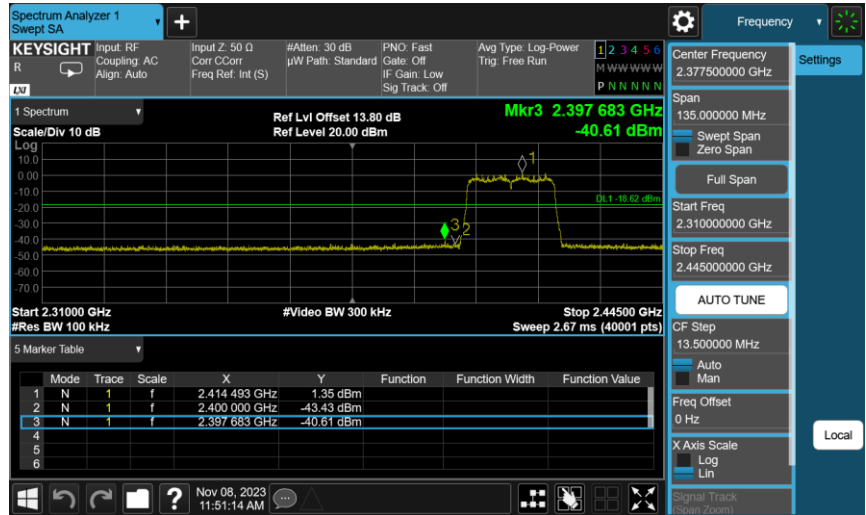 Spectrum Analyzer 1
Swept SA
Frequency
KEYSIGHT
R
LXI
Input: RF
Coupling: AC
Align: Auto
Input Z: 50 Ω
Corr CCorr
Freq Ref: Int (S)
#Atten: 30 dB
µW Path: Standard
PNO: Fast
Gate: Off
IF Gain: Low
Sig Track: Off
Avg Type: Log-Power
Trig: Free Run
1 2 3 4 5 6
M W W W W W
P N N N N N
1 Spectrum
Scale/Div 10 dB
Log
Ref Lvl Offset 13.80 dB
Ref Level 20.00 dBm
Mkr3 2.397 683 GHz
-40.61 dBm
10.0
0.00
-10.0
-20.0
-30.0
-40.0
-50.0
-60.0
-70.0
1
3
2
DL1 -18.62 dBm
Start 2.31000 GHz
#Video BW 300 kHz
Stop 2.44500 GHz
#Res BW 100 kHz
Sweep 2.67 ms (40001 pts)
5 Marker Table
Mode Trace Scale X Y Function Function Width Function Value
1 N 1 f 2.414 493 GHz 1.35 dBm
2 N 1 f 2.400 000 GHz -43.43 dBm
3 N 1 f 2.397 683 GHz -40.61 dBm
4
5
6
Nov 08, 2023
11:51:14 AM
Center Frequency
2.377500000 GHz
Settings
Span
135.000000 MHz
Swept Span
Zero Span
Full Span
Start Freq
2.310000000 GHz
Stop Freq
2.445000000 GHz
AUTO TUNE
CF Step
13.500000 MHz
Auto
Man
Freq Offset
0 Hz
Local
X Axis Scale
Log
Lin
Signal Track
(Span Zoom)